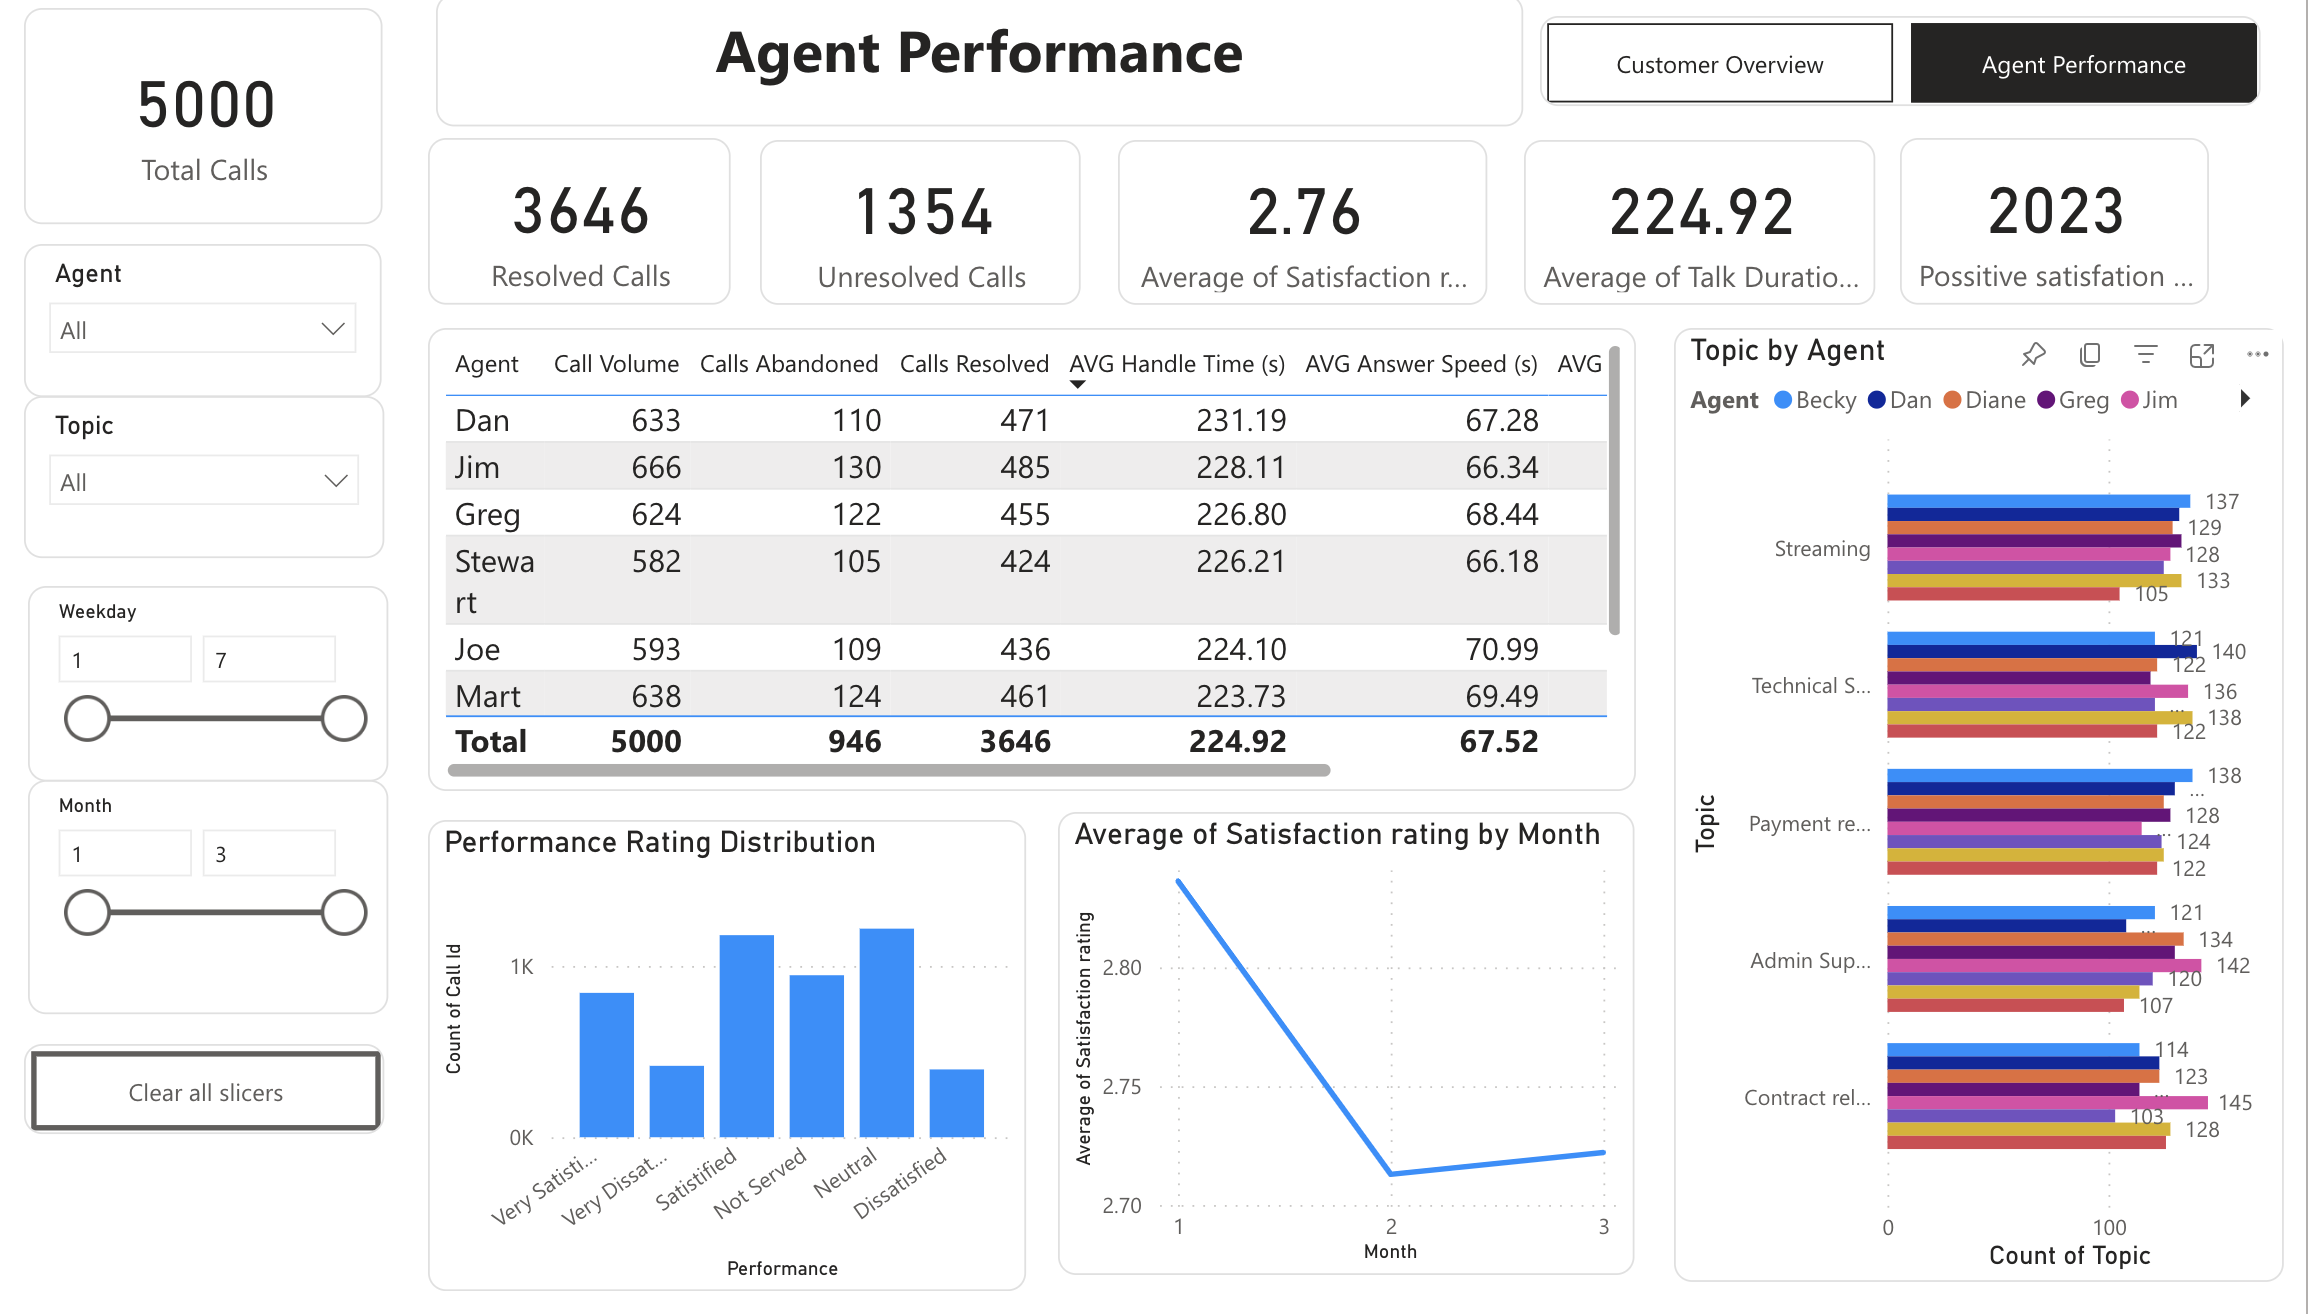 5000
Total Calls
Agent Performance
Customer Overview
Agent Performance
3646
Resolved Calls
1354
Unresolved Calls
2.76
Average of Satisfaction r...
224.92
Average of Talk Duratio...
2023
Possitive satisfation ...
Agent
All
Topic
All
Weekday
1 7
Month
1 3
Clear all slicers
Agent Call Volume Calls Abandoned Calls Resolved AVG Handle Time (s) AVG Answer Speed (s) AVG
Dan 633 110 471 231.19 67.28
Jim 666 130 485 228.11 66.34
Greg 624 122 455 226.80 68.44
Stewa 582 105 424 226.21 66.18
rt
Joe 593 109 436 224.10 70.99
Mart 638 124 461 223.73 69.49
Total 5000 946 3646 224.92 67.52
Performance Rating Distribution
Count of Call Id
1K
0K
Very Satisti...
Very Dissat...
Satistified
Not Served
Neutral
Dissatisfied
Performance
Average of Satisfaction rating by Month
Average of Satisfaction rating
2.80
2.75
2.70
1 2 3
Month
Topic by Agent
Agent Becky Dan Diane Greg Jim
Topic
Streaming
137
129
128
133
105
Technical S...
121
140
122
136
...
138
122
Payment re...
138
...
128
...
124
122
Admin Sup...
121
...
134
142
120
107
Contract rel...
114
123
...
145
103
128
0 100
Count of Topic